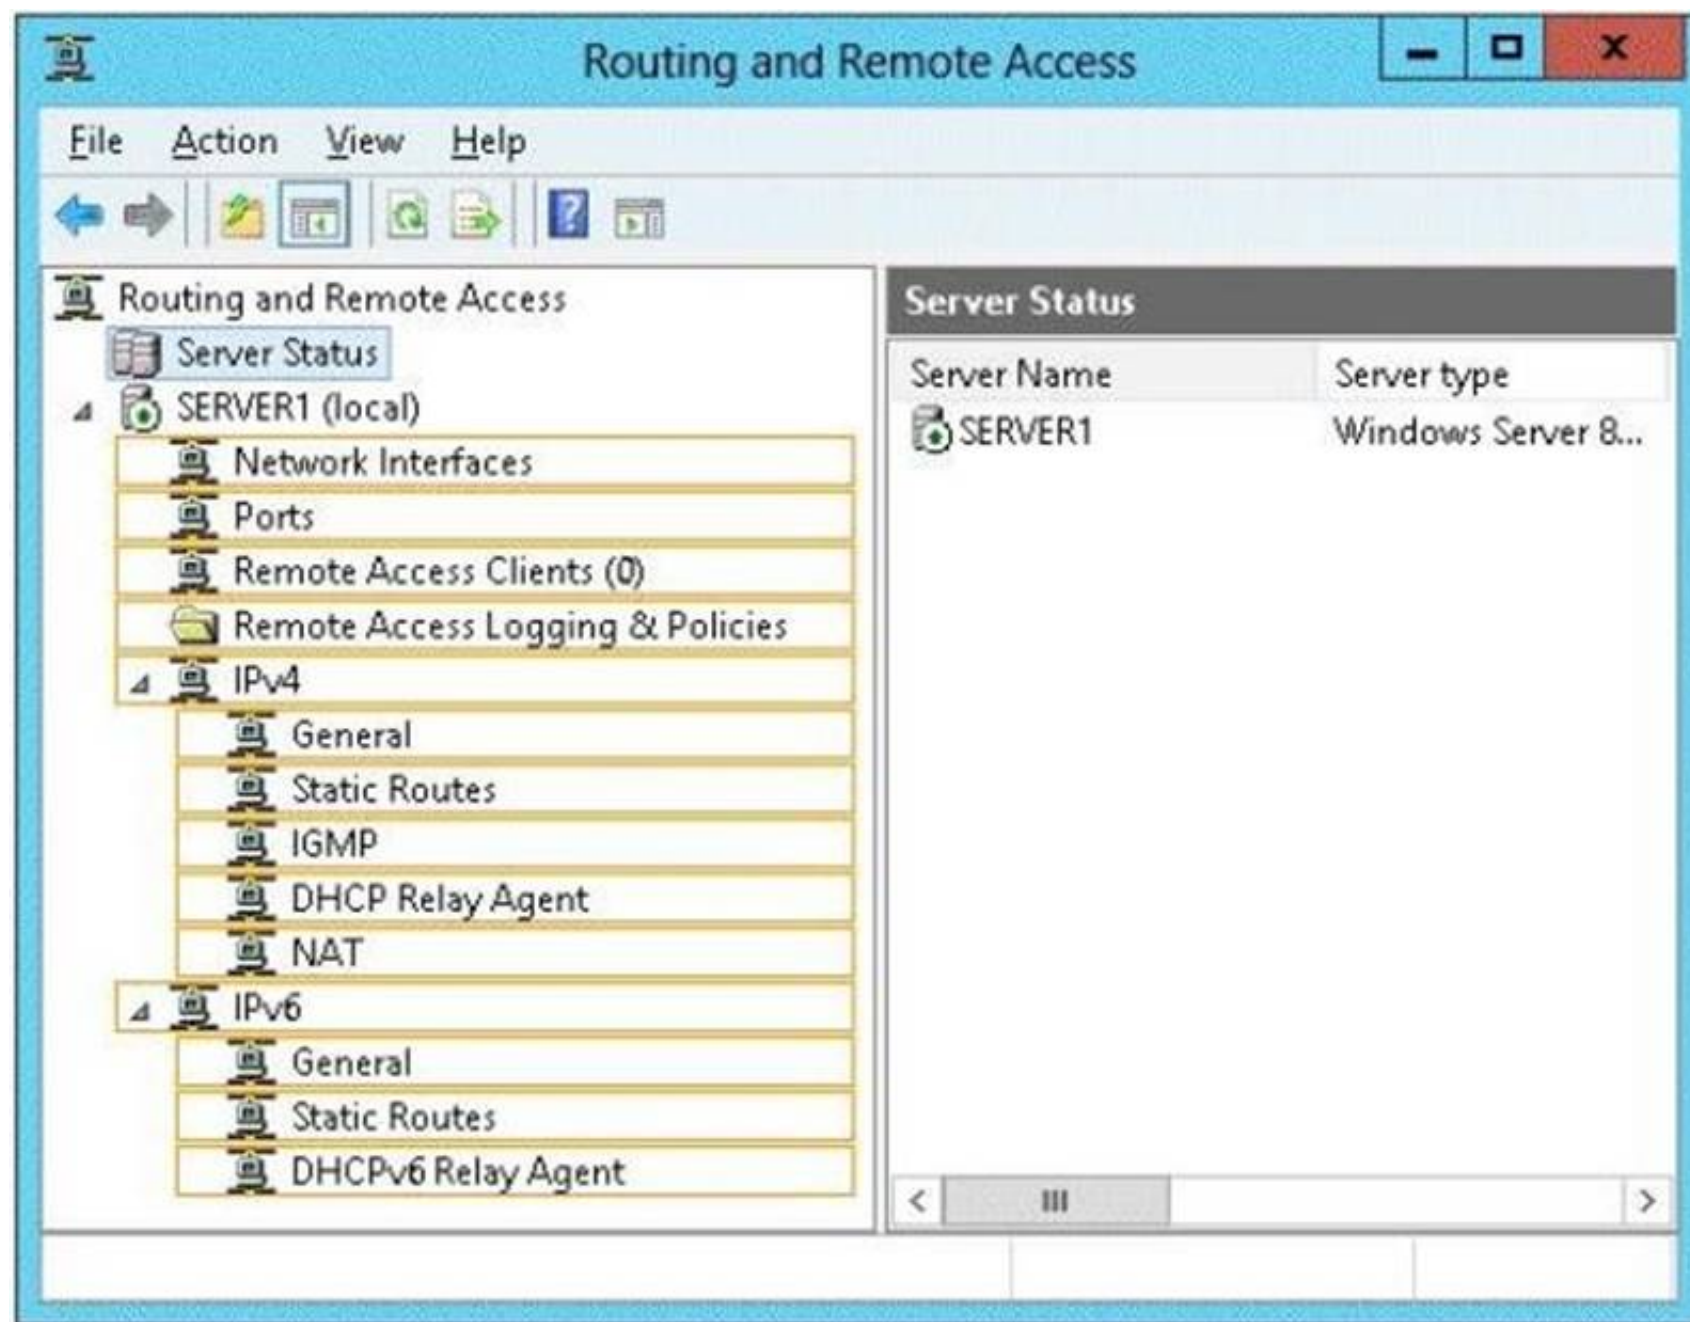 Routing and Remote Access
File Action View Help
Routing and Remote Access
Server Status
SERVER1 (local)
Network Interfaces
Ports
Remote Access Clients (0)
Remote Access Logging & Policies
IPv4
General
Static Routes
IGMP
DHCP Relay Agent
NAT
IPv6
General
Static Routes
DHCPv6 Relay Agent
Server Status
Server Name Server type
SERVER1 Windows Server 8...